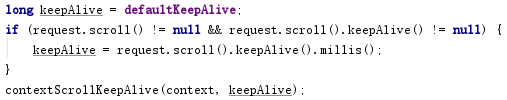 long keepAlive = defaultKeepAlive;
if (request.scroll() != null && request.scroll().keepAlive() != null) {
    keepAlive = request.scroll().keepAlive().millis();
}
contextScrollKeepAlive(context, keepAlive);